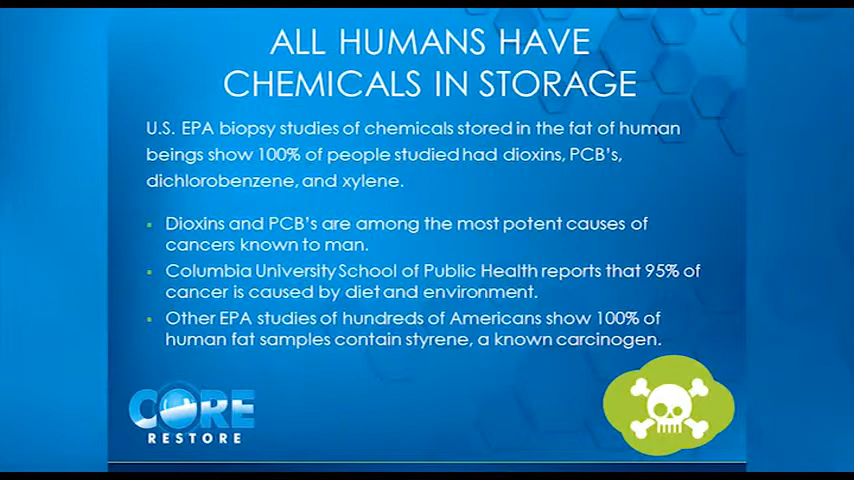 ALL HUMANS HAVE
CHEMICALS IN STORAGE
U.S. EPA biopsy studies of chemicals stored in the fat of human
beings show 100% of people studied had dioxins, PCB's,
dichlorobenzene, and xylene.
Dioxins and PCB's are among the most potent causes of
cancers known to man.
Columbia University School of Public Health reports that 95% of
cancer is caused by diet and environment.
Other EPA studies of hundreds of Americans show 100% of
human fat samples contain styrene, a known carcinogen.
CORE
RESTORE